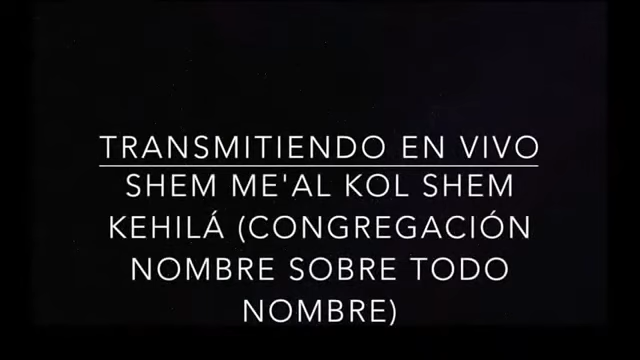 TRANSMITIENDO EN VIVO
SHEM ME'AL KOL SHEM
KEHILÁ (CONGREGACIÓN
NOMBRE SOBRE TODO
NOMBRE)